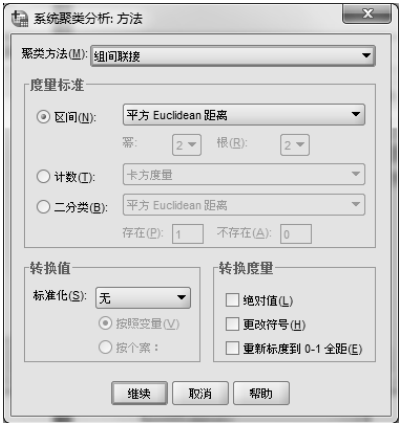 系统聚类分析: 方法
聚类方法(M): 组间联接
度量标准
区间(N): 平方 Euclidean 距离
幂: 2 根(R): 2
计数(T): 卡方度量
二分类(B): 平方 Euclidean 距离
存在(P): 1 不存在(A): 0
转换值
标准化(S): 无
按照变量(V)
按个案：
转换度量
绝对值(L)
更改符号(H)
重新标度到 0-1 全距(E)
继续 取消 帮助